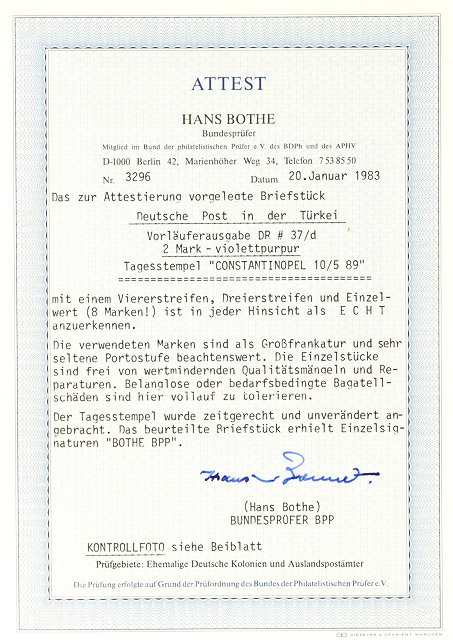 ATTEST
HANS BOTHE
Bundesprüfer
Mitglied im Bund der philatelistischen Prüfer e.V. des BDPh und des APHV
D-1000 Berlin 42, Marienhöher Weg 34, Telefon 7538550
Nr. 3296 Datum 20.Januar 1983
Das zur Attestierung vorgelegte Briefstück
Deutsche Post in der Türkei
Vorläuferausgabe DR # 37/d
2 Mark - violettpurpur
Tagesstempel "CONSTANTINOPEL 10/5 89"
======================================
mit einem Viererstreifen, Dreierstreifen und Einzel-
wert (8 Marken!) ist in jeder Hinsicht als E C H T
anzuerkennen.
Die verwendeten Marken sind als Großfrankatur und sehr
seltene Portostufe beachtenswert. Die Einzelstücke
sind frei von wertmindernden Qualitätsmängeln und Re-
paraturen. Belanglose oder bedarfsbedingte Bagatell-
schäden sind hier vollauf zu tolerieren.
Der Tagesstempel wurde zeitgerecht und unverändert an-
gebracht. Das beurteilte Briefstück erhielt Einzelsig-
naturen "BOTHE BPP".
(Hans Bothe)
BUNDESPRÜFER BPP
KONTROLLFOTO siehe Beiblatt
Prüfgebiete: Ehemalige Deutsche Kolonien und Auslandspostämter
Die Prüfung erfolgte auf Grund der Prüfordnung des Bundes der Philatelistischen Prüfer e.V.
GIESECKE & DEVRIENT MÜNCHEN